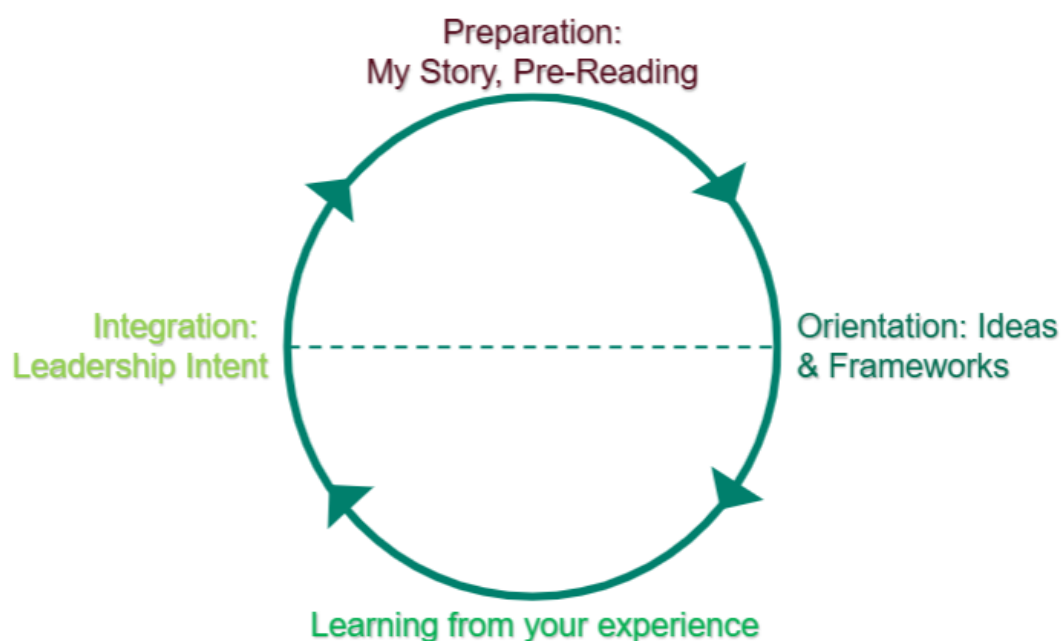 Preparation:
My Story, Pre-Reading
Integration:
Leadership Intent
Orientation: Ideas
& Frameworks
Learning from your experience